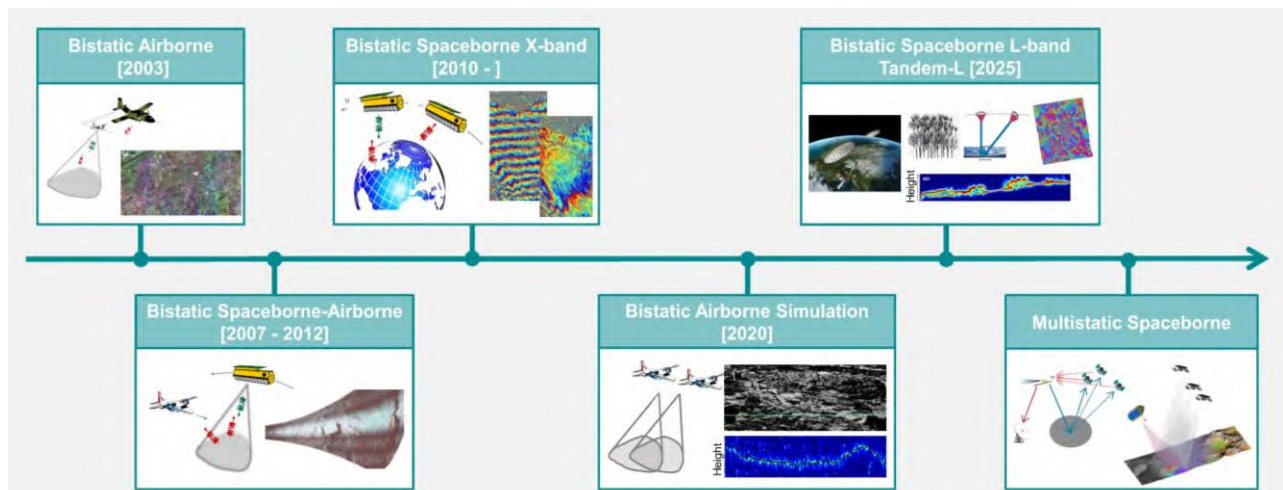 Bistatic Airborne
[2003]
Bistatic Spaceborne X-band
[2010 - ]
Bistatic Spaceborne L-band
Tandem-L [2025]
Height
Bistatic Spaceborne-Airborne
[2007 - 2012]
Bistatic Airborne Simulation
[2020]
Height
Multistatic Spaceborne